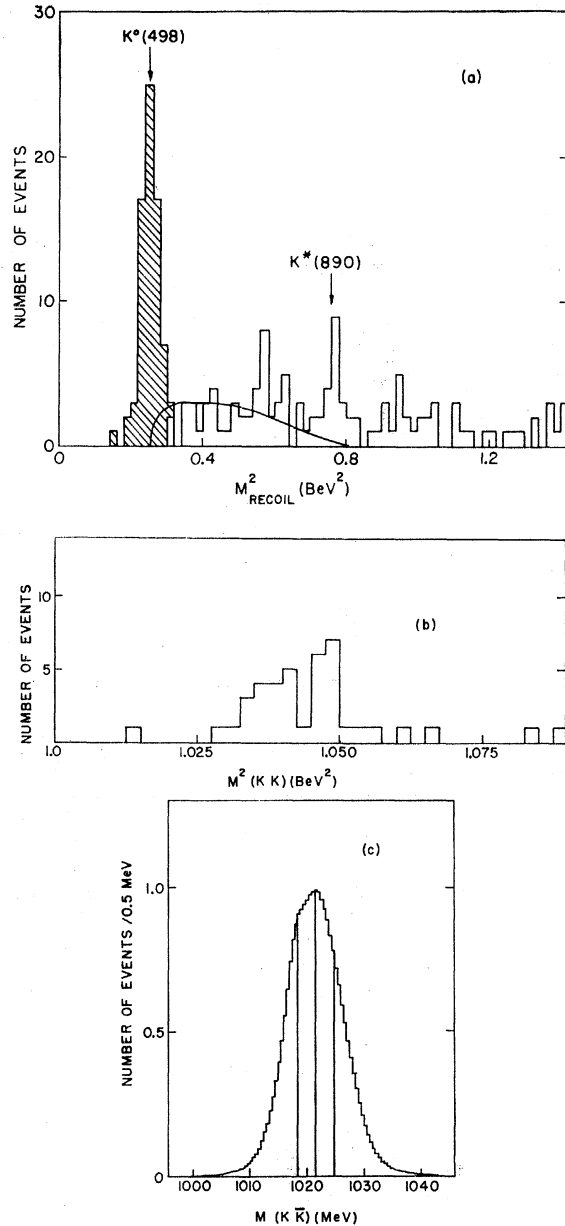 30
K°(498)
(a)
20
NUMBER OF EVENTS
K*(890)
10
0
0 0.4 0.8 1.2
M²RECOIL (BeV²)
NUMBER OF EVENTS
10
(b)
5
1.0 1.025 1.050 1.075
M² (K K) (BeV²)
(c)
NUMBER OF EVENTS /0.5 MeV
1.0
0.5
0
1000 1010 1020 1030 1040
M (K K̅) (MeV)